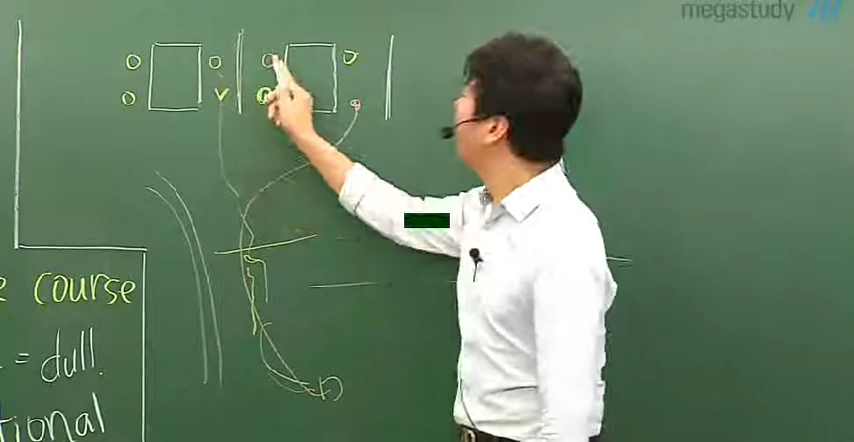 megastudy
course
= dull.
tional